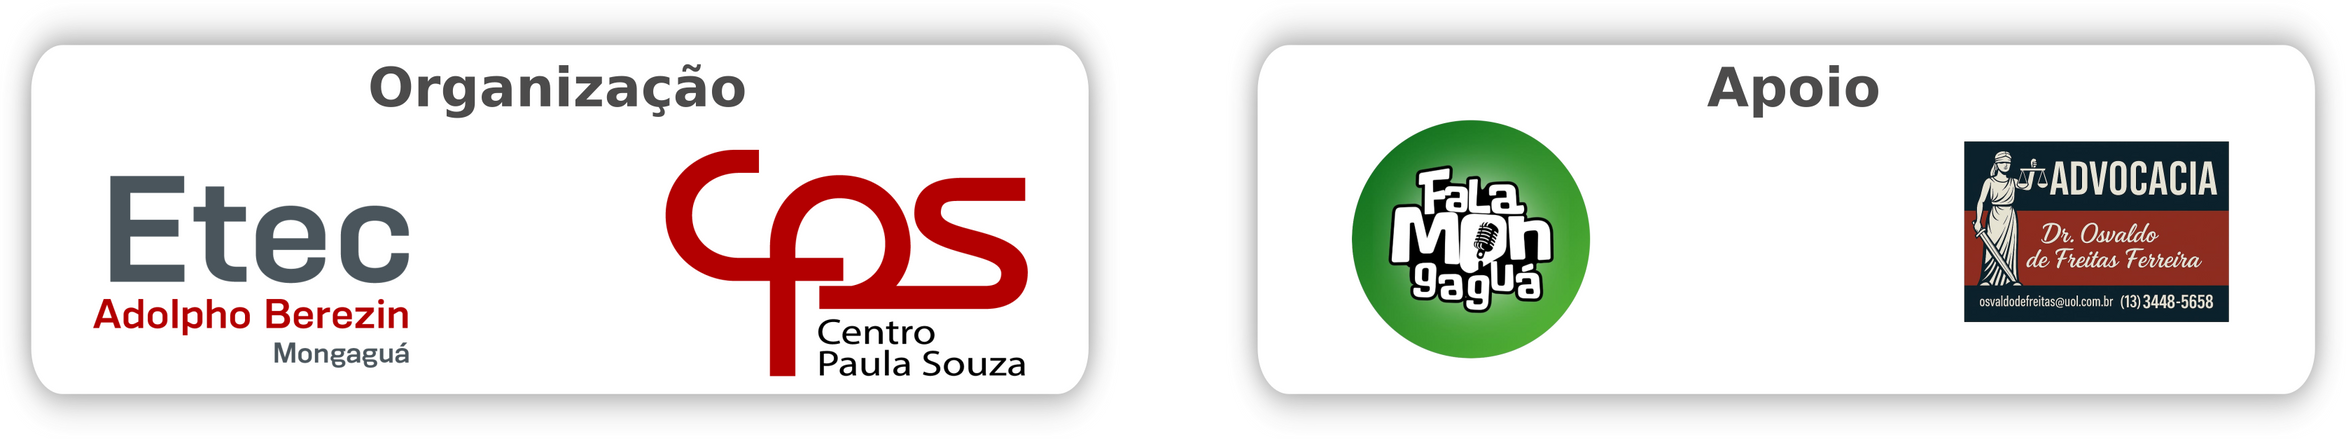 Organização
Etec
Adolpho Berezin
Mongaguá
cps
Centro
Paula Souza
Apoio
Fala
Mon
gaguá
ADVOCACIA
Dr. Osvaldo
de Freitas Ferreira
osvaldodefreitas@uol.com.br (13) 3448-5658